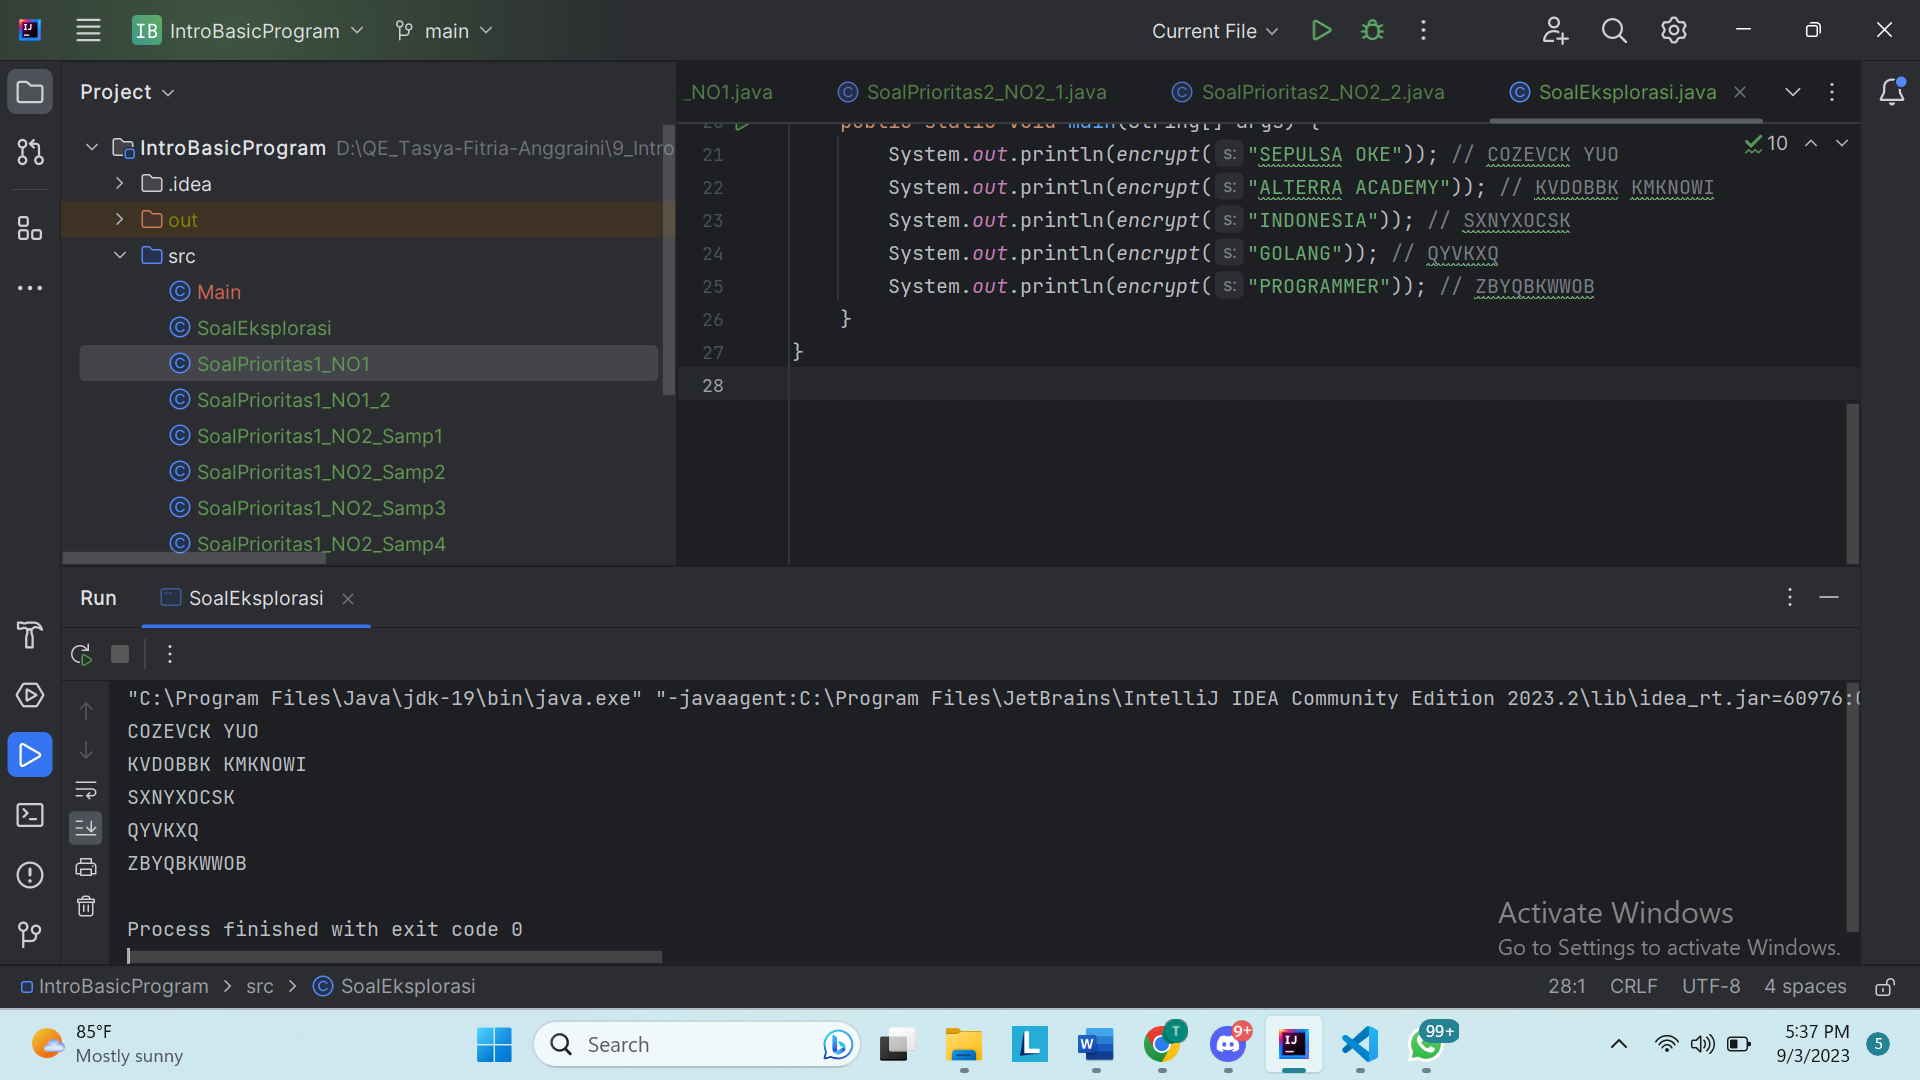 IB IntroBasicProgram main Current File
Project
_NO1.java SoalPrioritas2_NO2_1.java SoalPrioritas2_NO2_2.java SoalEksplorasi.java
IntroBasicProgram D:\QE_Tasya-Fitria-Anggraini\9_Intro
.idea
out
src
Main
SoalEksplorasi
SoalPrioritas1_NO1
SoalPrioritas1_NO1_2
SoalPrioritas1_NO2_Samp1
SoalPrioritas1_NO2_Samp2
SoalPrioritas1_NO2_Samp3
SoalPrioritas1_NO2_Samp4
20 public static void main(String[] args) {
21 System.out.println(encrypt( s: "SEPULSA OKE")); // COZEVCK YUO
22 System.out.println(encrypt( s: "ALTERRA ACADEMY")); // KVDOBBK KMKNOWI
23 System.out.println(encrypt( s: "INDONESIA")); // SXNYXOCSK
24 System.out.println(encrypt( s: "GOLANG")); // QYVKXQ
25 System.out.println(encrypt( s: "PROGRAMMER")); // ZBYQBKWWOB
26 }
27 }
28
10
Run SoalEksplorasi
"C:\Program Files\Java\jdk-19\bin\java.exe" "-javaagent:C:\Program Files\JetBrains\IntelliJ IDEA Community Edition 2023.2\lib\idea_rt.jar=60976:
COZEVCK YUO
KVDOBBK KMKNOWI
SXNYXOCSK
QYVKXQ
ZBYQBKWWOB
Process finished with exit code 0
Activate Windows
Go to Settings to activate Windows.
IntroBasicProgram src SoalEksplorasi 28:1 CRLF UTF-8 4 spaces
85°F
Mostly sunny
Search
T
9+
99+
5:37 PM
9/3/2023
5